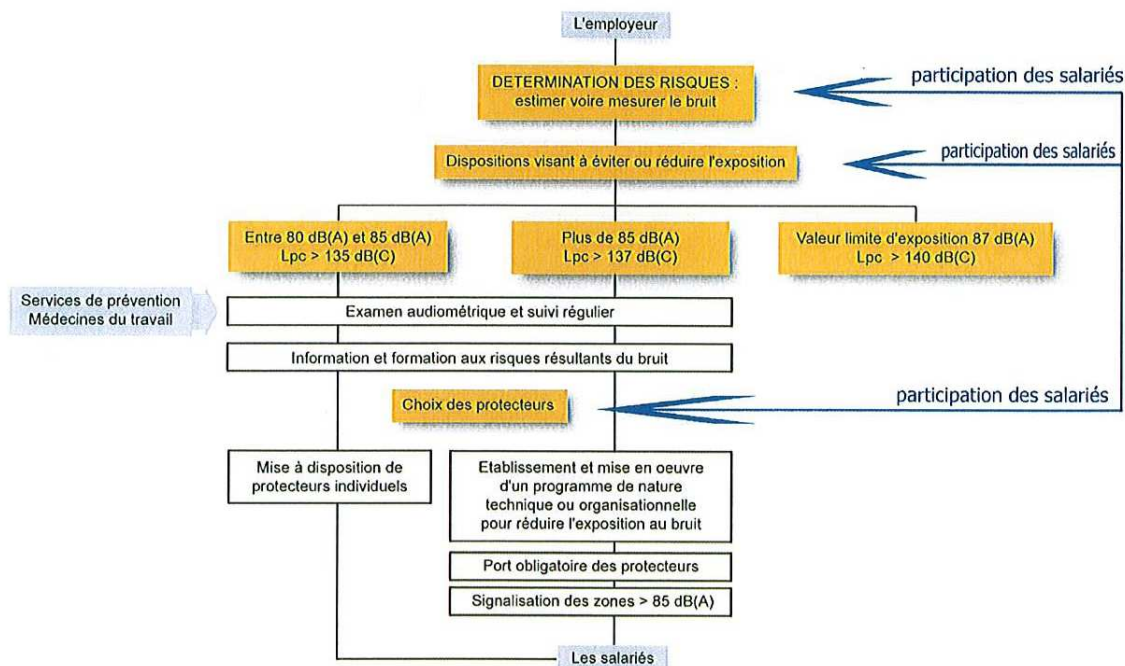 L'employeur
DETERMINATION DES RISQUES :
estimer voire mesurer le bruit
participation des salariés
Dispositions visant à éviter ou réduire l'exposition
participation des salariés
Entre 80 dB(A) et 85 dB(A)
Lpc > 135 dB(C)
Plus de 85 dB(A)
Lpc > 137 dB(C)
Valeur limite d'exposition 87 dB(A)
Lpc > 140 dB(C)
Services de prévention
Médecines du travail
Examen audiométrique et suivi régulier
Information et formation aux risques résultants du bruit
Choix des protecteurs
participation des salariés
Mise à disposition de
protecteurs individuels
Etablissement et mise en oeuvre
d'un programme de nature
technique ou organisationnelle
pour réduire l'exposition au bruit
Port obligatoire des protecteurs
Signalisation des zones > 85 dB(A)
Les salariés